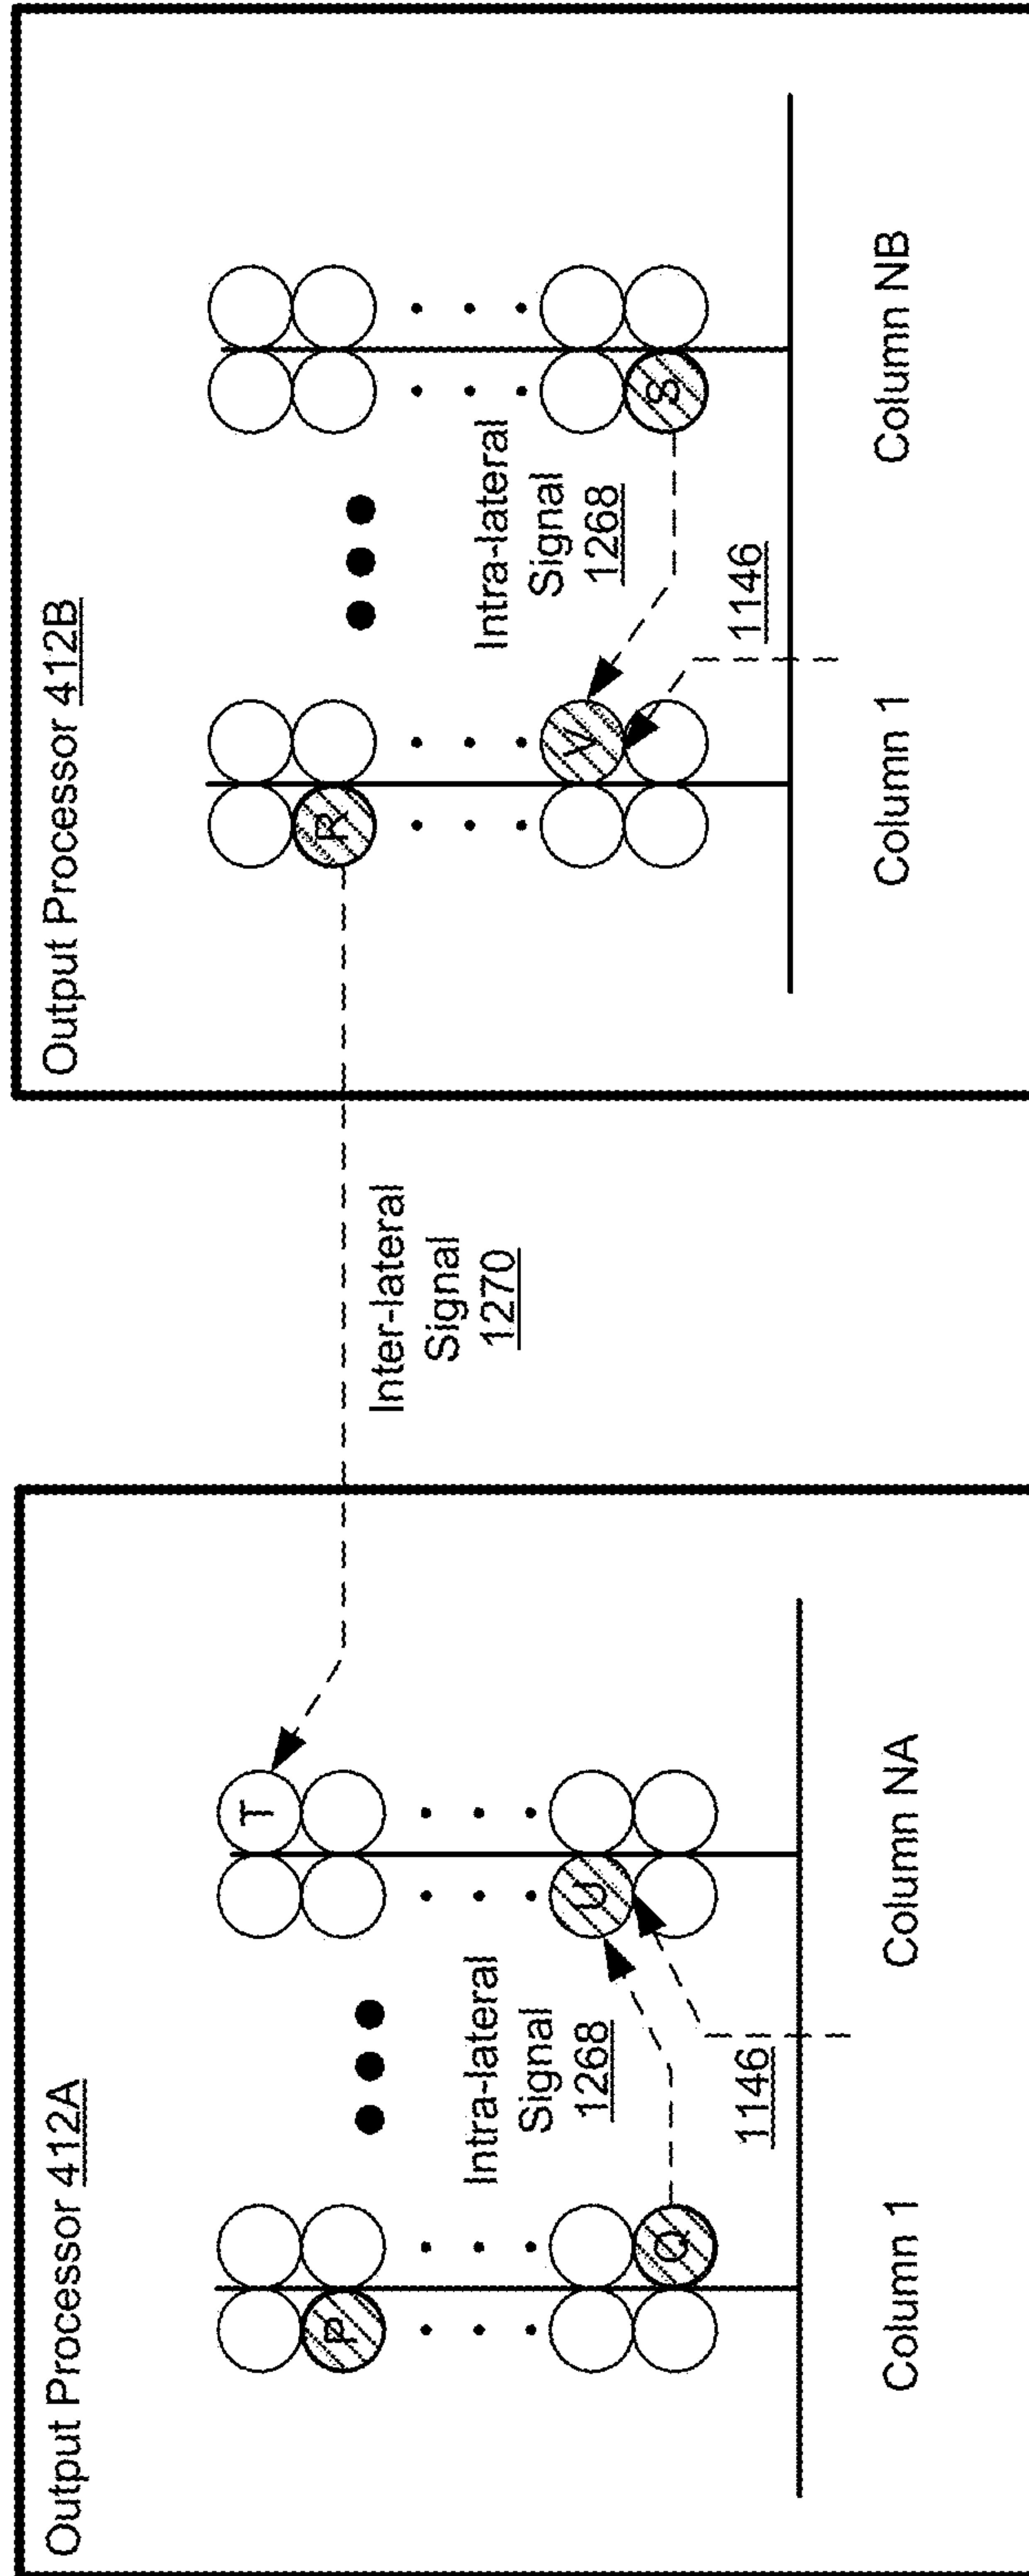 Output Processor 412A
P
Q
Intra-lateral
Signal
1268
1146
T
U
Column 1
Column NA
Inter-lateral
Signal
1270
Output Processor 412B
R
V
Intra-lateral
Signal
1268
1146
S
Column 1
Column NB